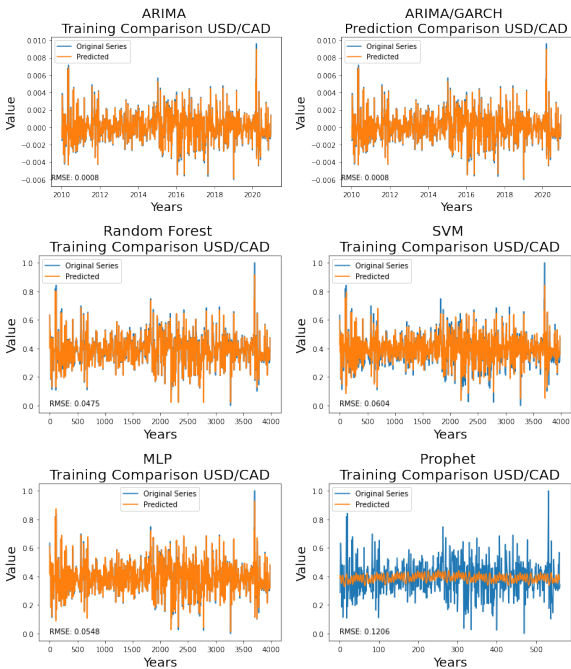 ARIMA
Training Comparison USD/CAD
Original Series
Predicted
0.010
0.008
0.006
0.004
0.002
0.000
−0.002
−0.004
−0.006
Value
RMSE: 0.0008
2010 2012 2014 2016 2018 2020
Years
ARIMA/GARCH
Prediction Comparison USD/CAD
Original Series
Predicted
0.010
0.008
0.006
0.004
0.002
0.000
−0.002
−0.004
−0.006
Value
RMSE: 0.0008
2010 2012 2014 2016 2018 2020
Years
Random Forest
Training Comparison USD/CAD
Original Series
Predicted
1.0
0.8
0.6
0.4
0.2
0.0
Value
RMSE: 0.0475
0 500 1000 1500 2000 2500 3000 3500 4000
Years
SVM
Training Comparison USD/CAD
Original Series
Predicted
1.0
0.8
0.6
0.4
0.2
0.0
Value
RMSE: 0.0604
0 500 1000 1500 2000 2500 3000 3500 4000
Years
MLP
Training Comparison USD/CAD
Original Series
Predicted
1.0
0.8
0.6
0.4
0.2
0.0
Value
RMSE: 0.0548
0 500 1000 1500 2000 2500 3000 3500 4000
Years
Prophet
Training Comparison USD/CAD
Original Series
Predicted
1.0
0.8
0.6
0.4
0.2
0.0
Value
RMSE: 0.1206
0 100 200 300 400 500
Years